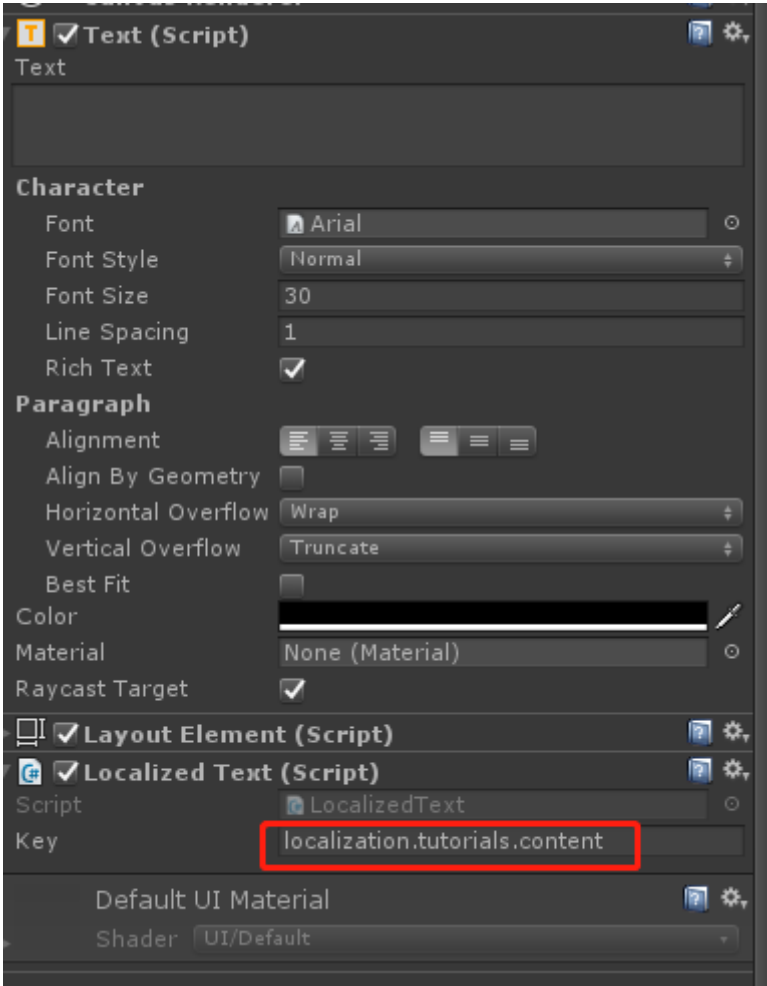 Text (Script)
Text
Character
Font Arial
Font Style Normal
Font Size 30
Line Spacing 1
Rich Text
Paragraph
Alignment
Align By Geometry
Horizontal Overflow Wrap
Vertical Overflow Truncate
Best Fit
Color
Material None (Material)
Raycast Target
Layout Element (Script)
Localized Text (Script)
Script LocalizedText
Key localization.tutorials.content
Default UI Material
Shader UI/Default